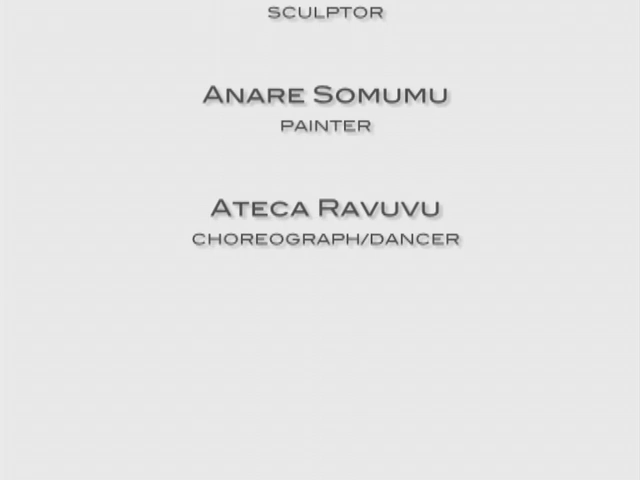 SCULPTOR
ANARE SOMUMU
PAINTER
ATECA RAVUVU
CHOREOGRAPH/DANCER